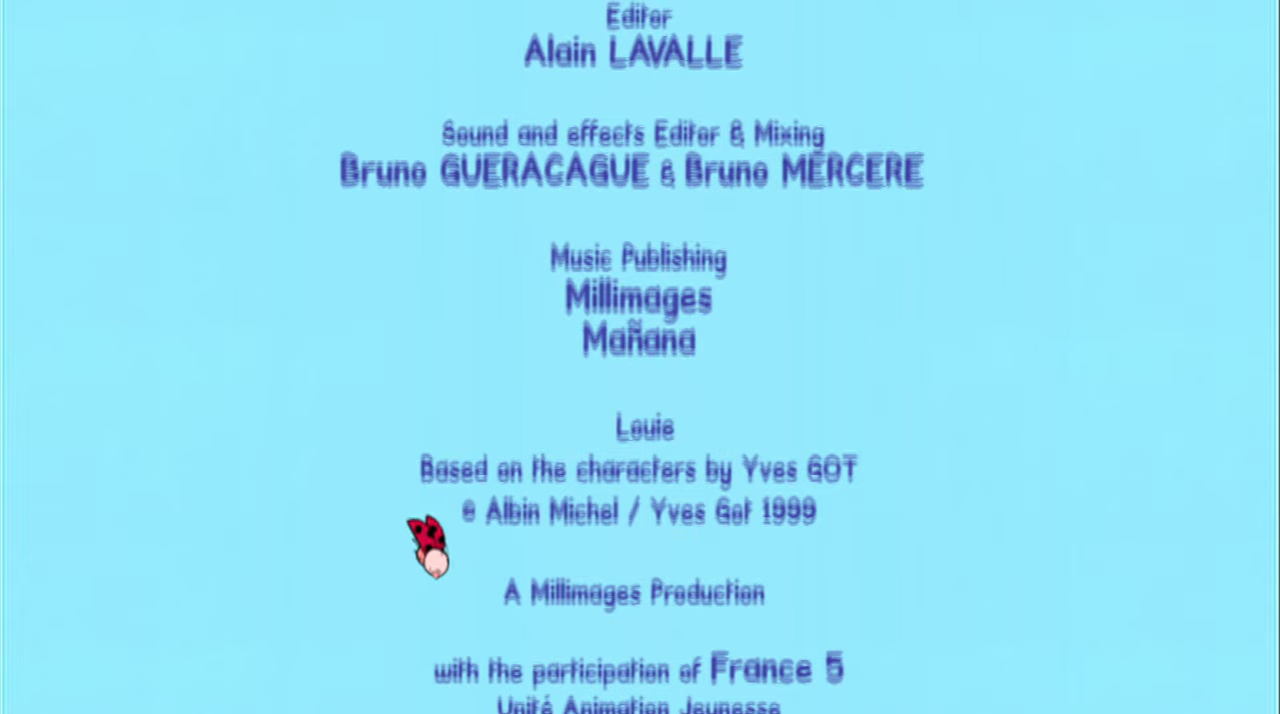 Editor
Alain LAVALLE
Sound and effects Editor & Mixing
Bruno GUERACAGUE & Bruno MERCERE
Music Publishing
Millimages
Mañana
Louie
Based on the characters by Yves GOT
© Albin Michel / Yves Got 1999
A Millimages Production
with the participation of France 5
Unité Animation Jeunesse